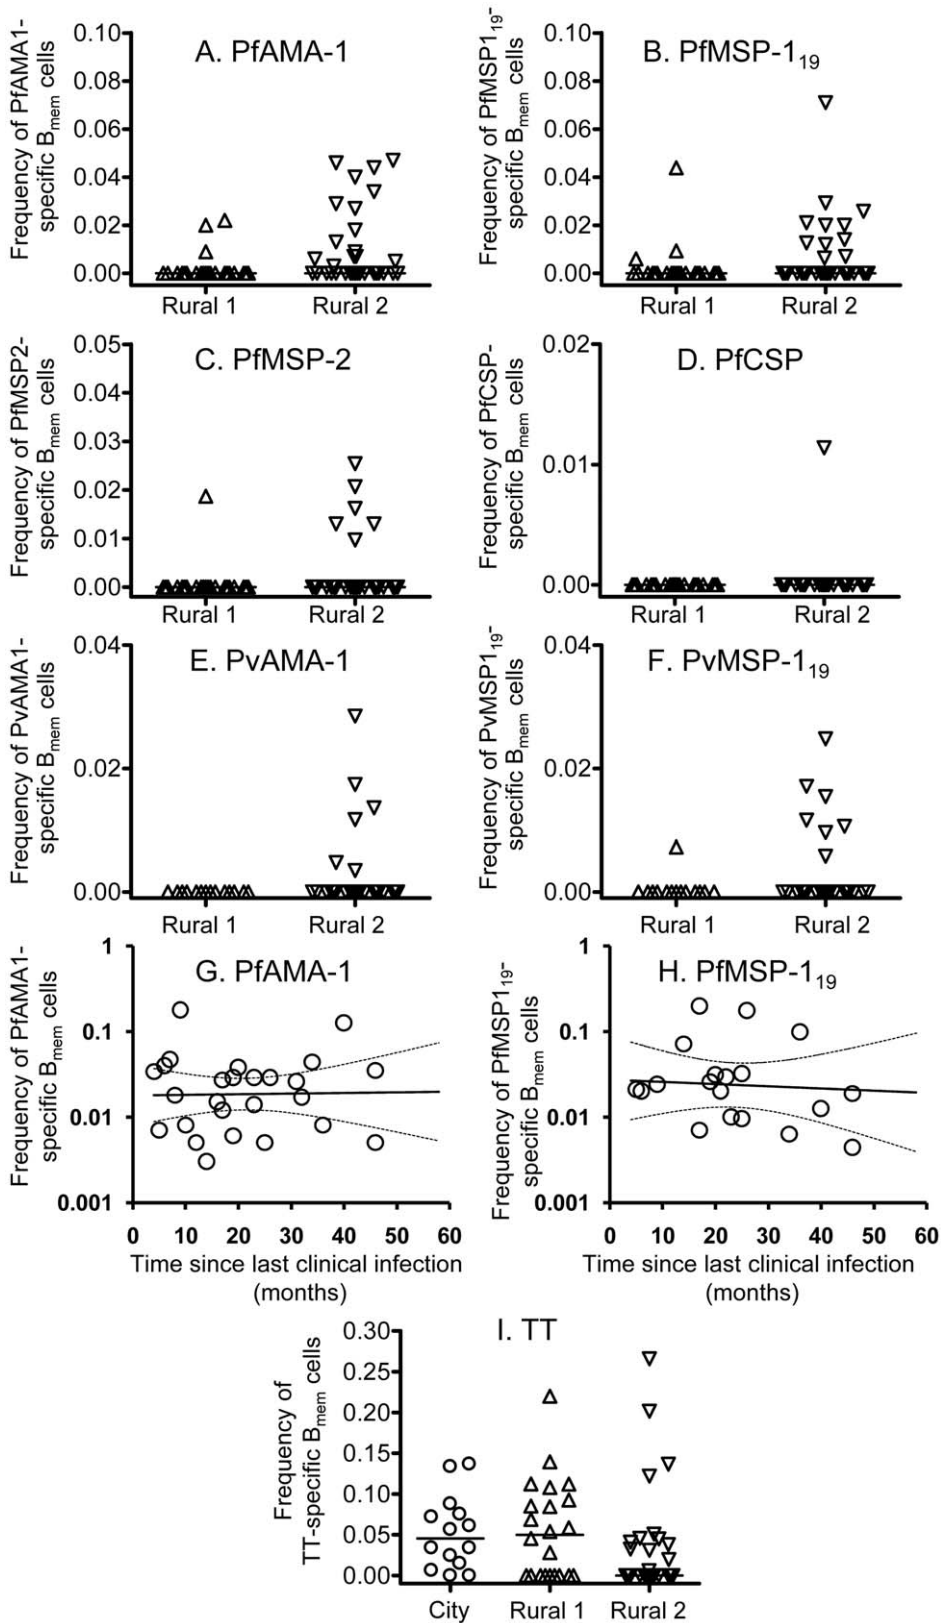 A. PfAMA-1
Frequency of PfAMA1-
specific Bmem cells
0.10
0.08
0.06
0.04
0.02
0.00
Rural 1 Rural 2
B. PfMSP-119
Frequency of PfMSP119-
specific Bmem cells
0.10
0.08
0.06
0.04
0.02
0.00
Rural 1 Rural 2
C. PfMSP-2
Frequency of PfMSP2-
specific Bmem cells
0.05
0.04
0.03
0.02
0.01
0.00
Rural 1 Rural 2
D. PfCSP
Frequency of PfCSP-
specific Bmem cells
0.02
0.01
0.00
Rural 1 Rural 2
E. PvAMA-1
Frequency of PvAMA1-
specific Bmem cells
0.04
0.02
0.00
Rural 1 Rural 2
F. PvMSP-119
Frequency of PvMSP119-
specific Bmem cells
0.04
0.02
0.00
Rural 1 Rural 2
G. PfAMA-1
Frequency of PfAMA1-
specific Bmem cells
1
0.1
0.01
0.001
0 10 20 30 40 50 60
Time since last clinical infection
(months)
H. PfMSP-119
Frequency of PfMSP119-
specific Bmem cells
1
0.1
0.01
0.001
0 10 20 30 40 50 60
Time since last clinical infection
(months)
I. TT
Frequency of
TT-specific Bmem cells
0.30
0.25
0.20
0.15
0.10
0.05
0.00
City Rural 1 Rural 2